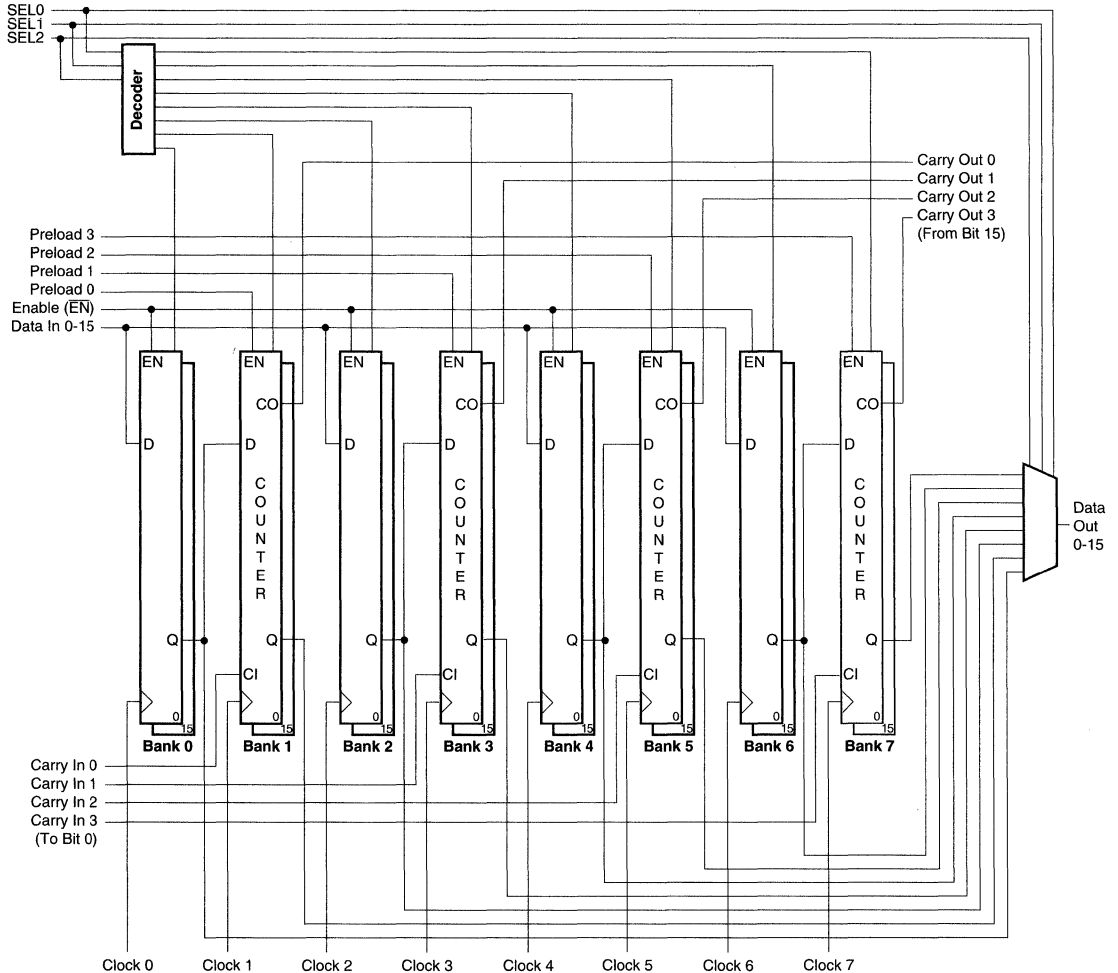 SEL0
SEL1
SEL2
Decoder
Carry Out 0
Carry Out 1
Carry Out 2
Carry Out 3
(From Bit 15)
Preload 3
Preload 2
Preload 1
Preload 0
Enable (EN)
Data In 0-15
EN
EN
EN
EN
EN
EN
EN
EN
CO
CO
CO
CO
D
D
D
D
D
D
D
D
COUNTER
COUNTER
COUNTER
COUNTER
Data
Out
0-15
Q
Q
Q
Q
Q
Q
Q
Q
CI
CI
CI
CI
0
0
0
0
0
0
0
0
15
15
15
15
15
15
15
15
Bank 0
Bank 1
Bank 2
Bank 3
Bank 4
Bank 5
Bank 6
Bank 7
Carry In 0
Carry In 1
Carry In 2
Carry In 3
(To Bit 0)
Clock 0
Clock 1
Clock 2
Clock 3
Clock 4
Clock 5
Clock 6
Clock 7